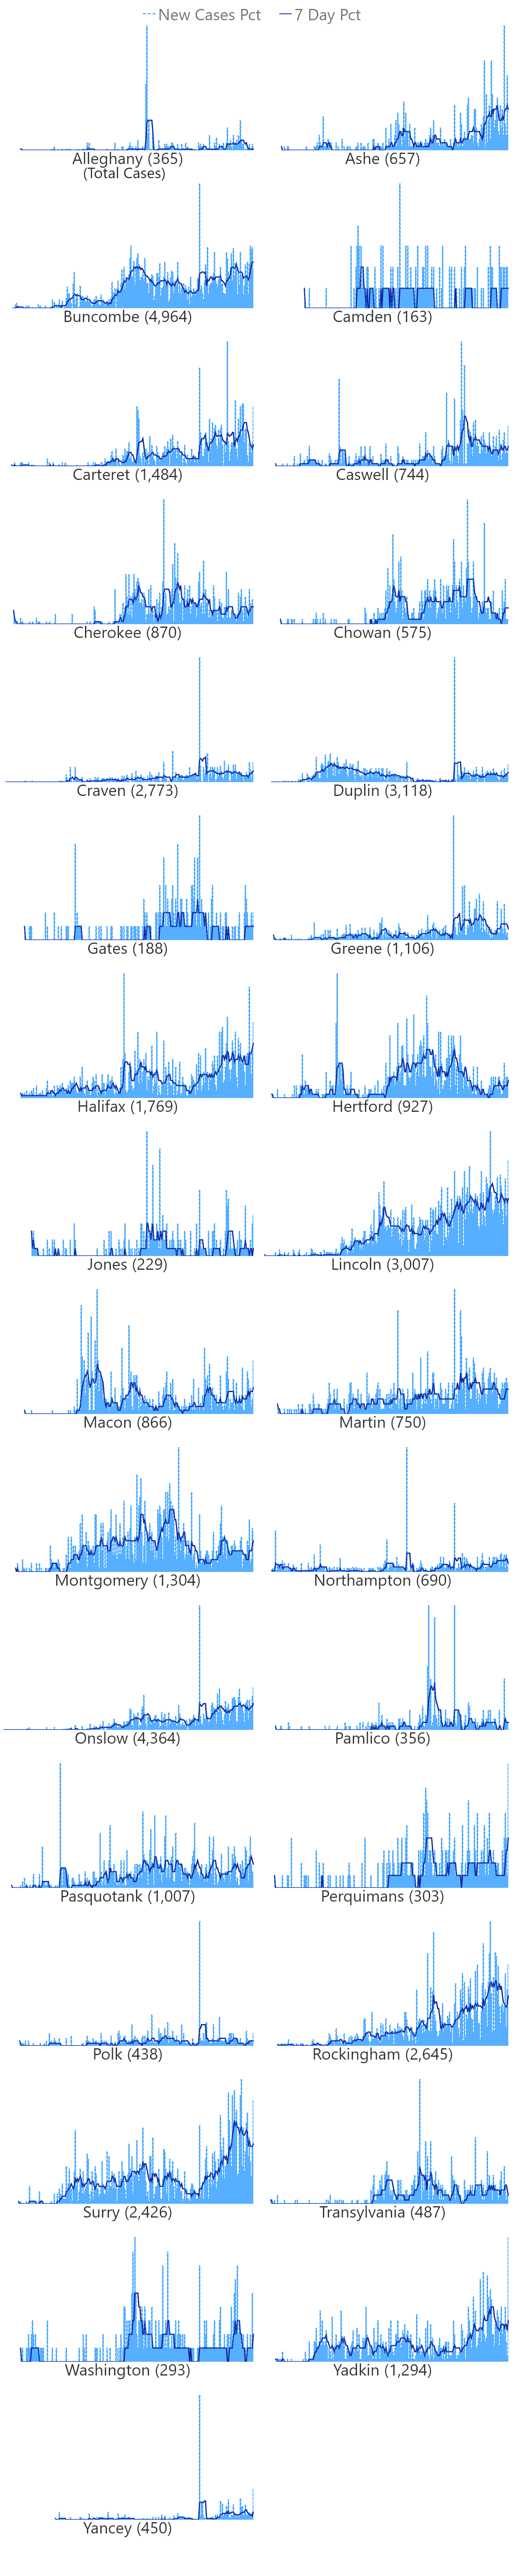 New Cases Pct 7 Day Pct
Alleghany (365)
(Total Cases)
Ashe (657)
Buncombe (4,964)
Camden (163)
Carteret (1,484)
Caswell (744)
Cherokee (870)
Chowan (575)
Craven (2,773)
Duplin (3,118)
Gates (188)
Greene (1,106)
Halifax (1,769)
Hertford (927)
Jones (229)
Lincoln (3,007)
Macon (866)
Martin (750)
Montgomery (1,304)
Northampton (690)
Onslow (4,364)
Pamlico (356)
Pasquotank (1,007)
Perquimans (303)
Polk (438)
Rockingham (2,645)
Surry (2,426)
Transylvania (487)
Washington (293)
Yadkin (1,294)
Yancey (450)